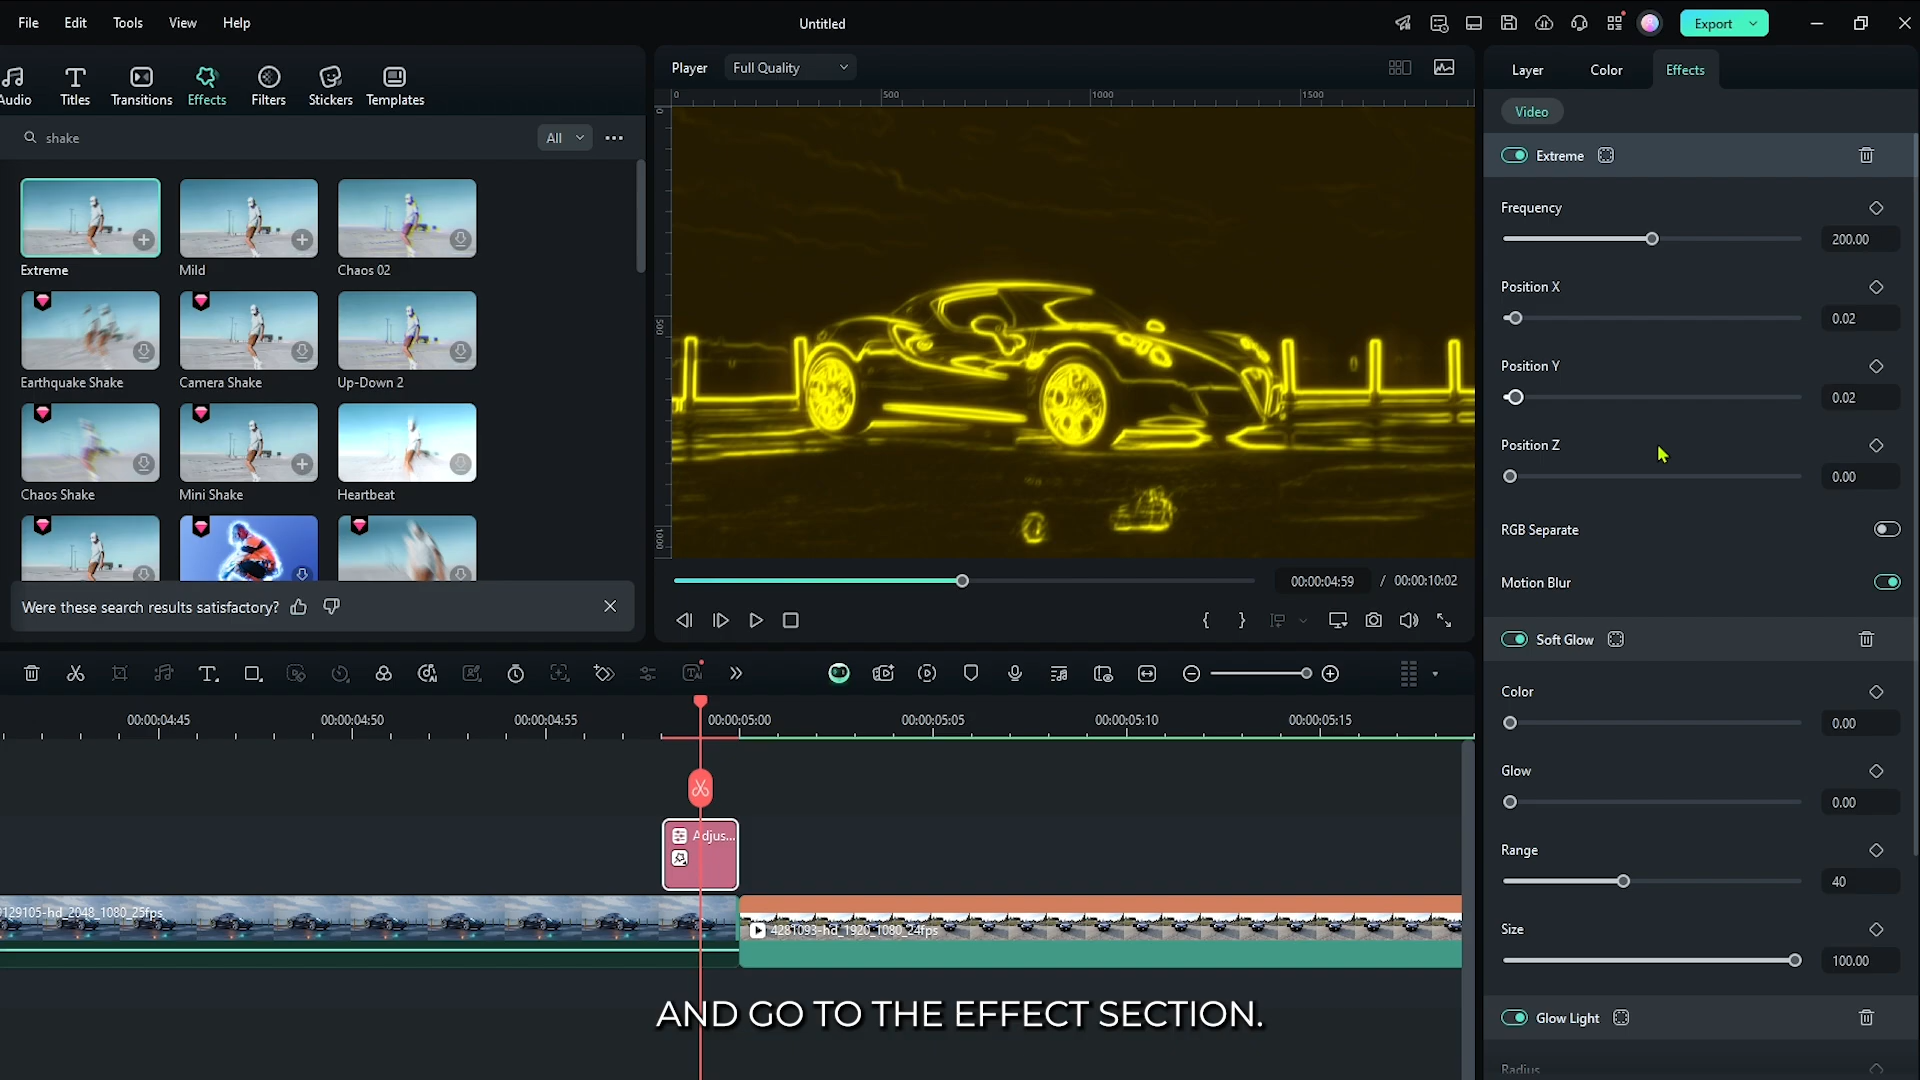 File Edit Tools View Help
Untitled
Export
Audio Titles Transitions Effects Filters Stickers Templates
shake
All
Extreme
Mild
Chaos 02
Earthquake Shake
Camera Shake
Up-Down 2
Chaos Shake
Mini Shake
Heartbeat
Were these search results satisfactory?
Player
Full Quality
0 500 1000 1500
0
500
1000
00:00:04:59 / 00:00:10:02
Layer Color Effects
Video
Extreme
Frequency
200.00
Position X
0.02
Position Y
0.02
Position Z
0.00
RGB Separate
Motion Blur
Soft Glow
Color
0.00
Glow
0.00
Range
40
Size
100.00
Glow Light
Radius
00:00:04:45 00:00:04:50 00:00:04:55 00:00:05:00 00:00:05:05 00:00:05:10 00:00:05:15
Adjus...
9129105-hd_2048_1080_25fps
4281093-hd_1920_1080_24fps
AND GO TO THE EFFECT SECTION.